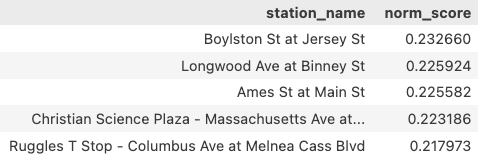 station_name norm_score
Boylston St at Jersey St 0.232660
Longwood Ave at Binney St 0.225924
Ames St at Main St 0.225582
Christian Science Plaza - Massachusetts Ave at... 0.223186
Ruggles T Stop - Columbus Ave at Melnea Cass Blvd 0.217973